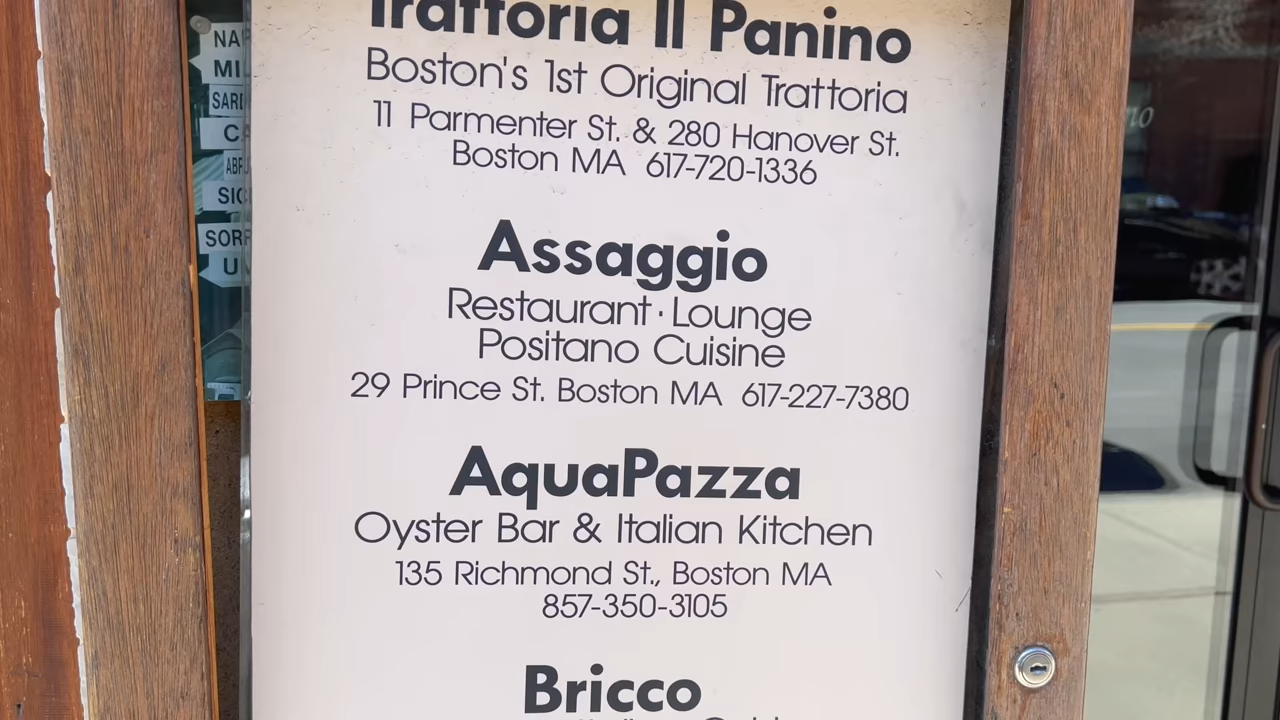 Trattoria Il Panino
Boston's 1st Original Trattoria
11 Parmenter St. & 280 Hanover St.
Boston MA 617-720-1336
Assaggio
Restaurant · Lounge
Positano Cuisine
29 Prince St. Boston MA 617-227-7380
AquaPazza
Oyster Bar & Italian Kitchen
135 Richmond St., Boston MA
857-350-3105
Bricco